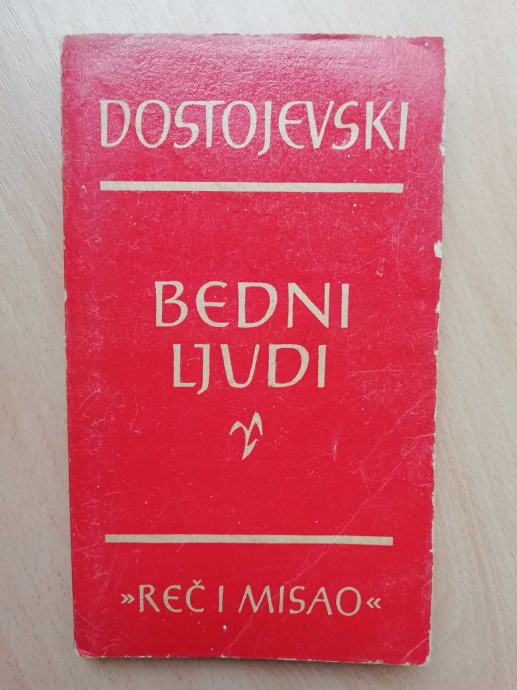 DOSTOJEVSKI
BEDNI
LJUDI
»REČ I MISAO«